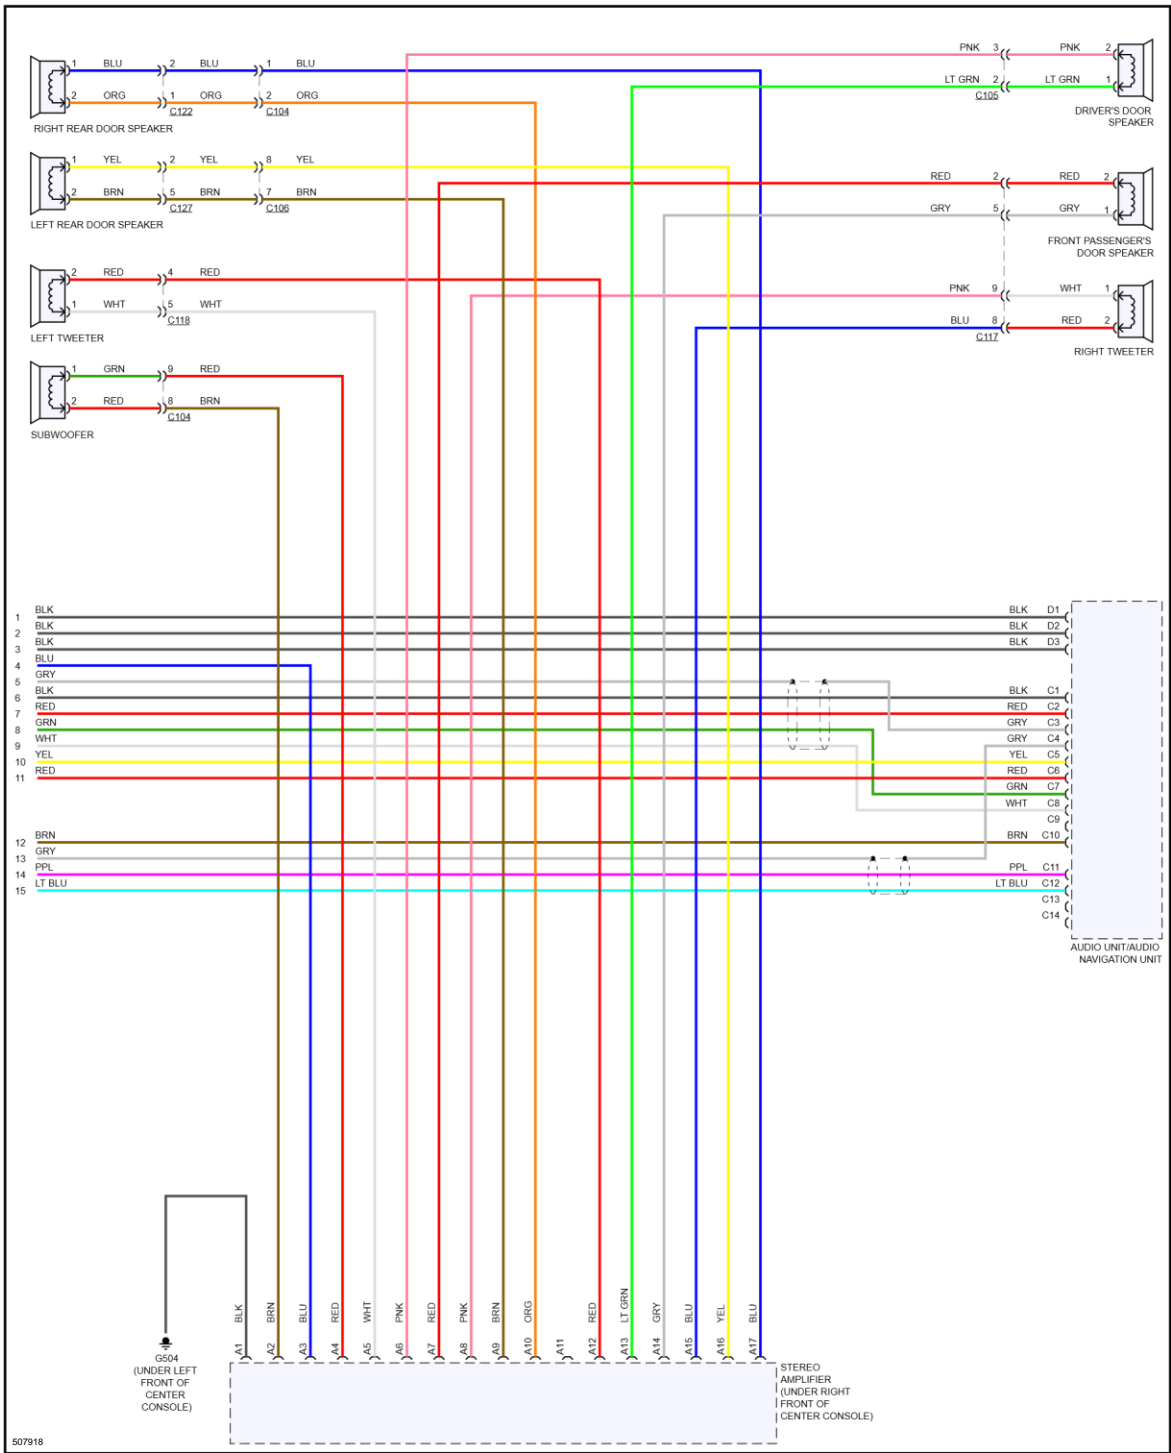 PNK 3 PNK 2
1 BLU 2 BLU 1 BLU
LT GRN 2 LT GRN 1
2 ORG 1 ORG 2 ORG
C105
C122 C104
DRIVER'S DOOR
SPEAKER
RIGHT REAR DOOR SPEAKER
1 YEL 2 YEL 8 YEL
RED 2 RED 2
2 BRN 5 BRN 7 BRN
C127 C106
GRY 5 GRY 1
LEFT REAR DOOR SPEAKER
FRONT PASSENGER'S
DOOR SPEAKER
2 RED 4 RED
PNK 9 WHT 1
1 WHT 5 WHT
C118
BLU 8 RED 2
C117
LEFT TWEETER
RIGHT TWEETER
1 GRN 9 RED
2 RED 8 BRN
C104
SUBWOOFER
1 BLK BLK D1
2 BLK BLK D2
3 BLK BLK D3
4 BLU
5 GRY
6 BLK BLK C1
7 RED RED C2
8 GRN GRY C3
9 WHT GRY C4
10 YEL YEL C5
11 RED RED C6
GRN C7
WHT C8
C9
12 BRN BRN C10
13 GRY
14 PPL PPL C11
15 LT BLU LT BLU C12
C13
C14
AUDIO UNIT/AUDIO
NAVIGATION UNIT
BLK BRN BLU RED WHT PNK RED PNK BRN ORG RED LT GRN GRY BLU YEL BLU
A1 A2 A3 A4 A5 A6 A7 A8 A9 A10 A11 A12 A13 A14 A15 A16 A17
G504
(UNDER LEFT
FRONT OF
CENTER
CONSOLE)
STEREO
AMPLIFIER
(UNDER RIGHT
FRONT OF
CENTER CONSOLE)
507918